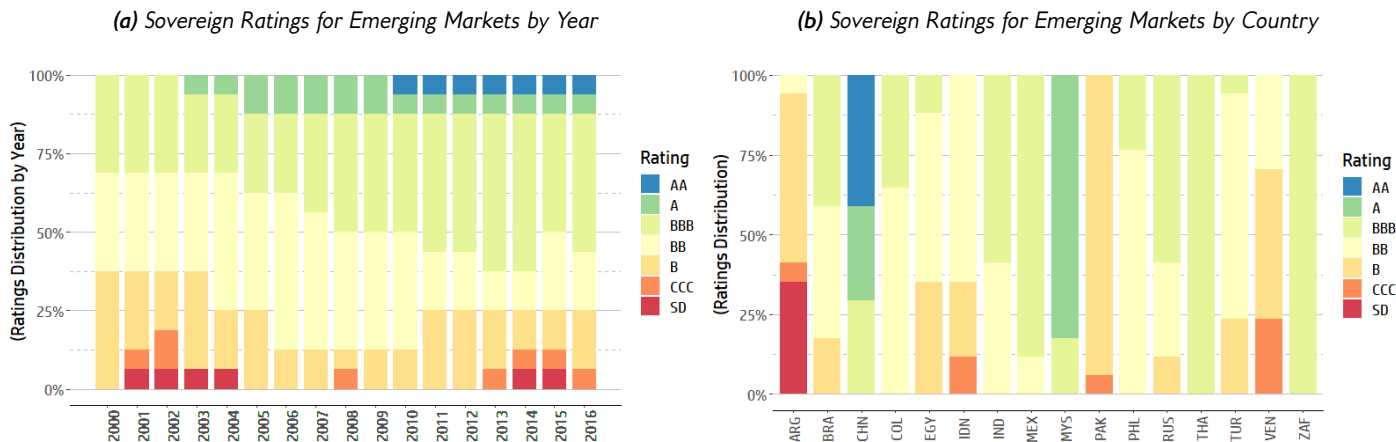 (a) Sovereign Ratings for Emerging Markets by Year
(Ratings Distribution by Year)
100%
75%
50%
25%
0%
2000 2001 2002 2003 2004 2005 2006 2007 2008 2009 2010 2011 2012 2013 2014 2015 2016
Rating
AA
A
BBB
BB
B
CCC
SD
(b) Sovereign Ratings for Emerging Markets by Country
(Ratings Distribution)
100%
75%
50%
25%
0%
ARG BRA CHN COL EGY IDN IND MEX MYS PAK PHL RUS THA TUR VEN ZAF
Rating
AA
A
BBB
BB
B
CCC
SD